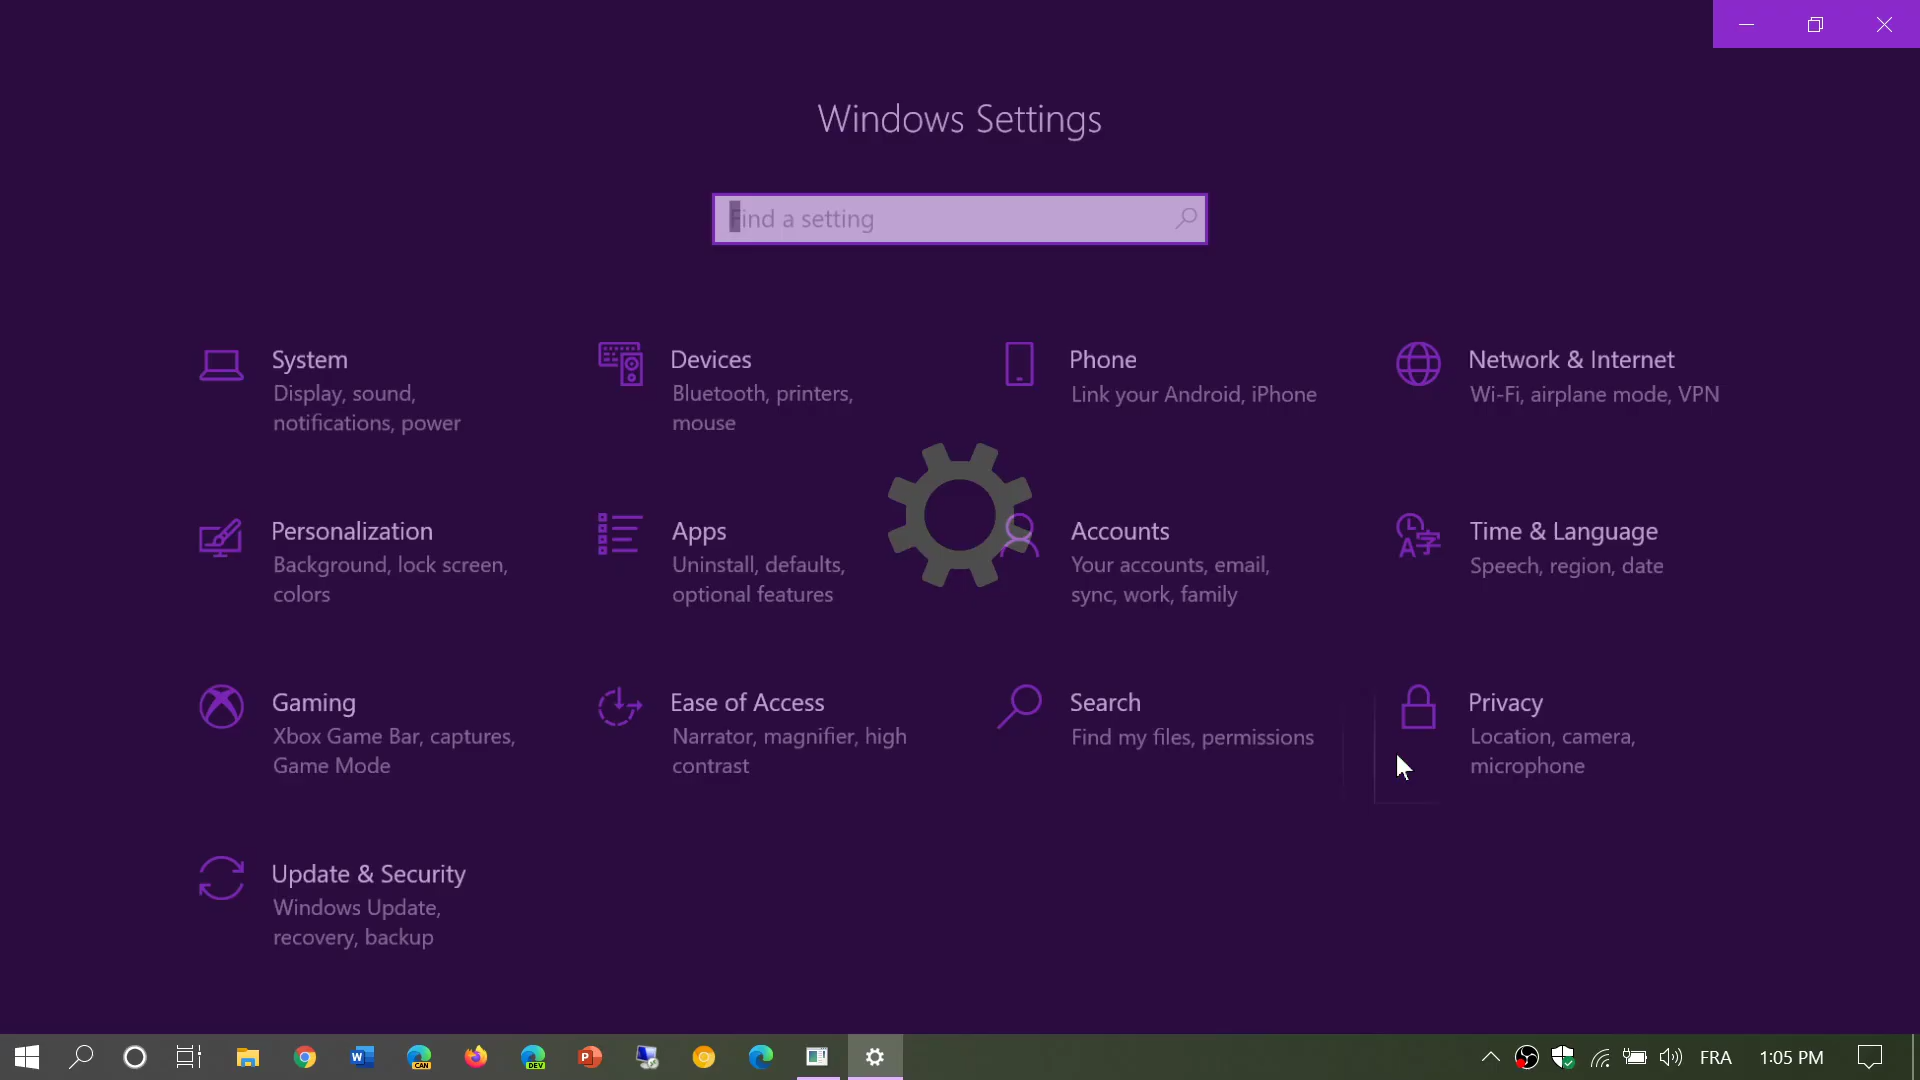 Windows Settings
Find a setting
System
Display, sound,
notifications, power
Devices
Bluetooth, printers,
mouse
Phone
Link your Android, iPhone
Network & Internet
Wi-Fi, airplane mode, VPN
Personalization
Background, lock screen,
colors
Apps
Uninstall, defaults,
optional features
Accounts
Your accounts, email,
sync, work, family
Time & Language
Speech, region, date
Gaming
Xbox Game Bar, captures,
Game Mode
Ease of Access
Narrator, magnifier, high
contrast
Search
Find my files, permissions
Privacy
Location, camera,
microphone
Update & Security
Windows Update,
recovery, backup
W
CAN
DEV
P
FRA
1:05 PM